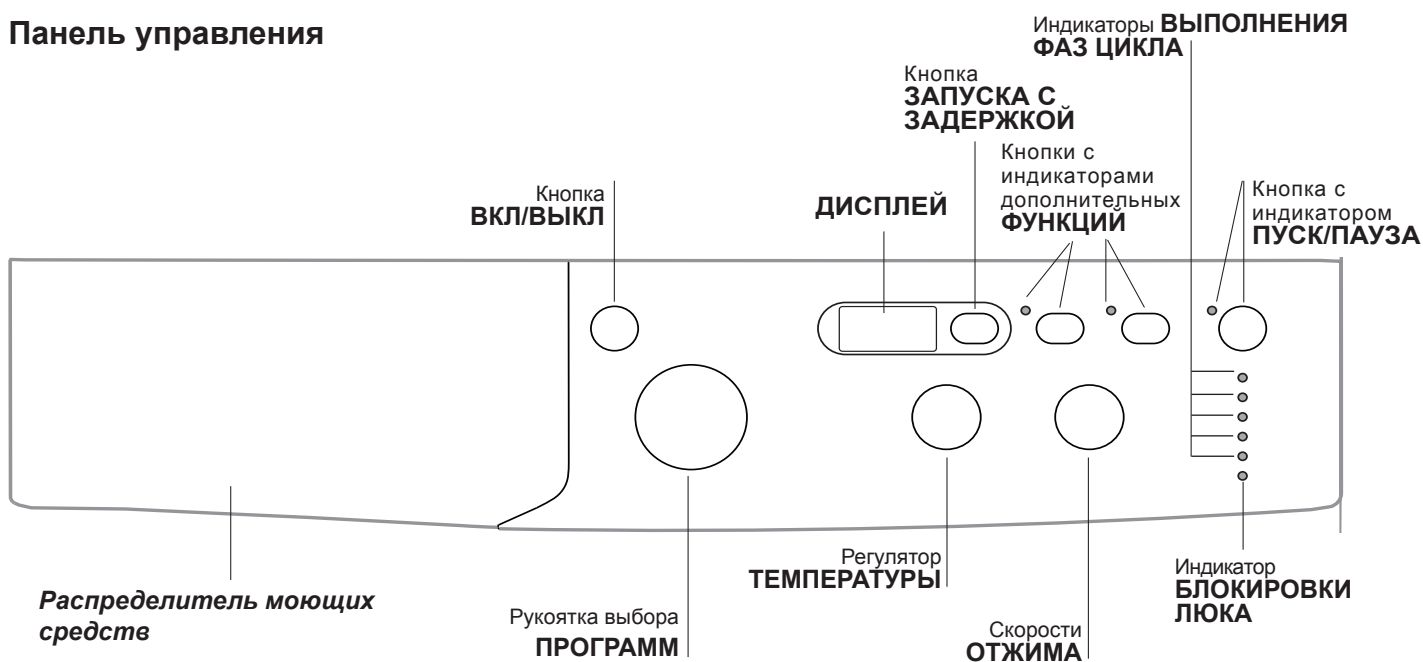 Панель управления
Индикаторы ВЫПОЛНЕНИЯ
ФАЗ ЦИКЛА
Кнопка
ЗАПУСКА С
ЗАДЕРЖКОЙ
Кнопки с
индикаторами
дополнительных
ФУНКЦИЙ
Кнопка
ВКЛ/ВЫКЛ
ДИСПЛЕЙ
Кнопка с
индикатором
ПУСК/ПАУЗА
Распределитель моющих
средств
Рукоятка выбора
ПРОГРАММ
Регулятор
ТЕМПЕРАТУРЫ
Скорости
ОТЖИМА
Индикатор
БЛОКИРОВКИ
ЛЮКА